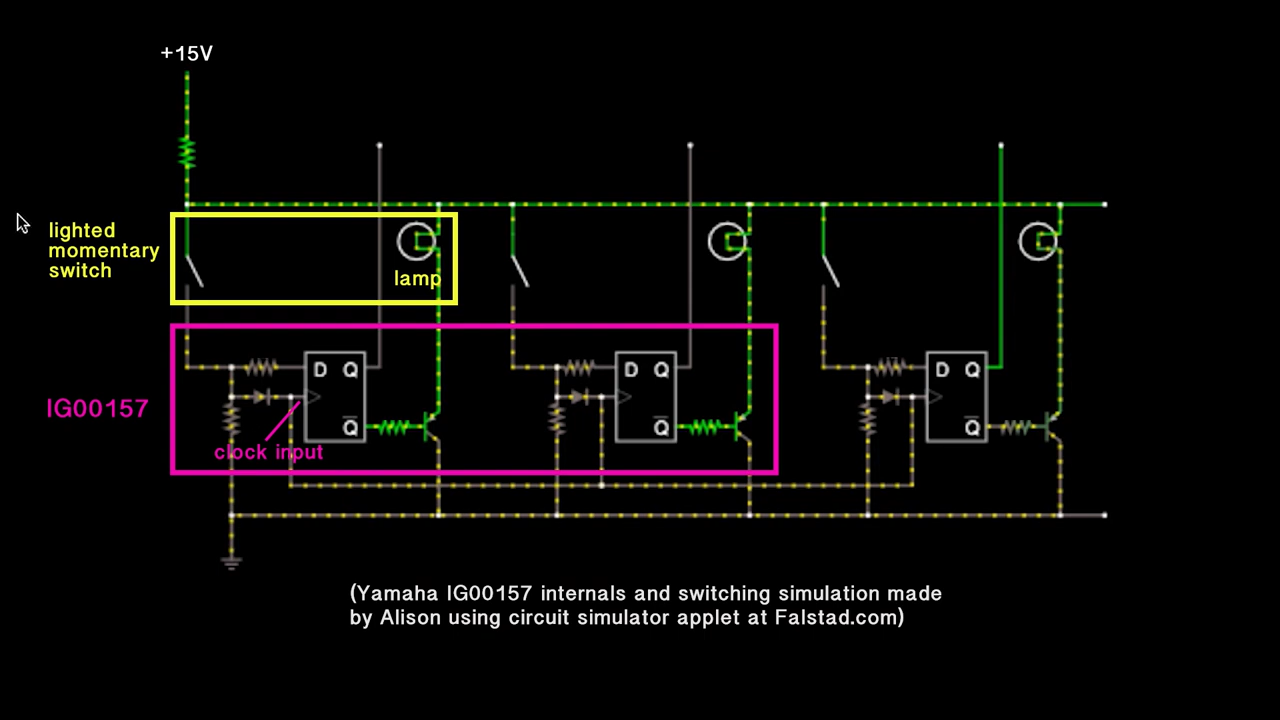 +15V
lighted
momentary
switch
lamp
D Q
D Q
D Q
IG00157
Q
Q
Q
clock input
(Yamaha IG00157 internals and switching simulation made
by Alison using circuit simulator applet at Falstad.com)